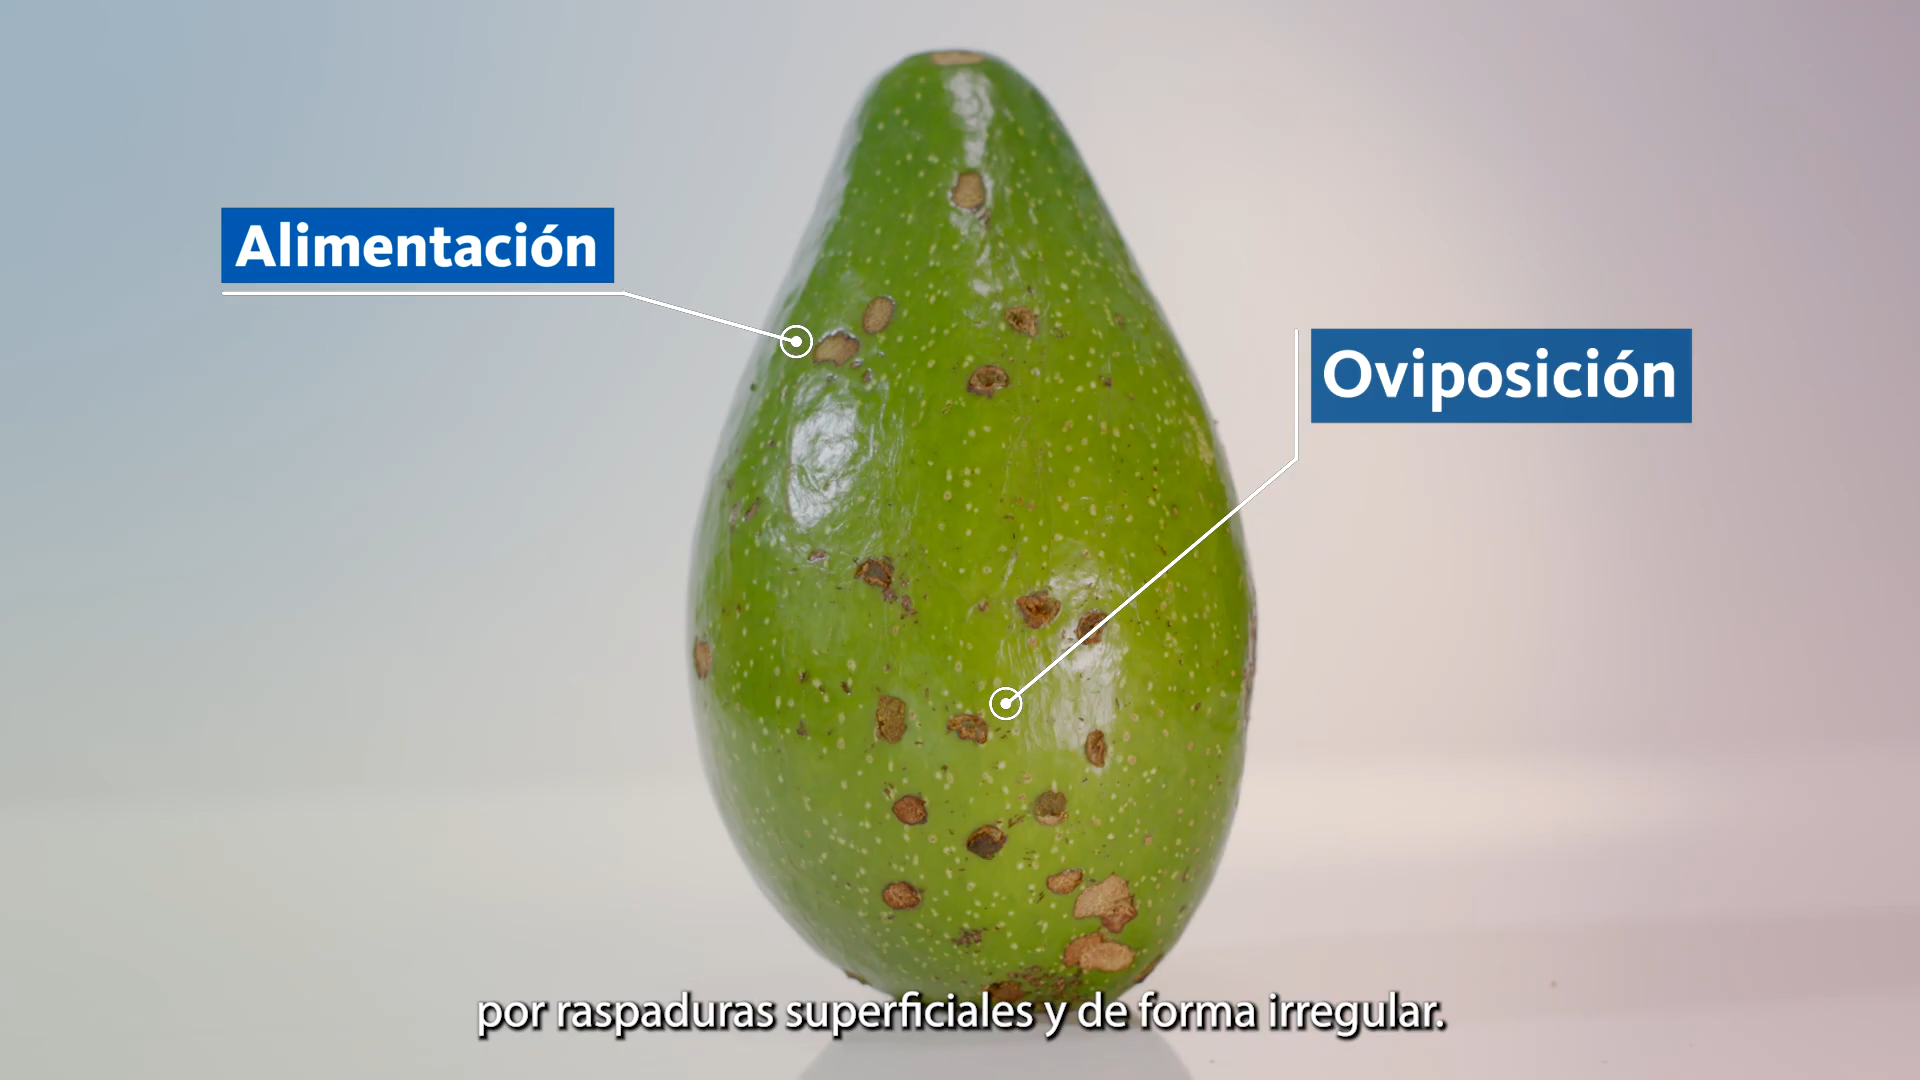 Alimentación
Oviposición
por raspaduras superficiales y de forma irregular.